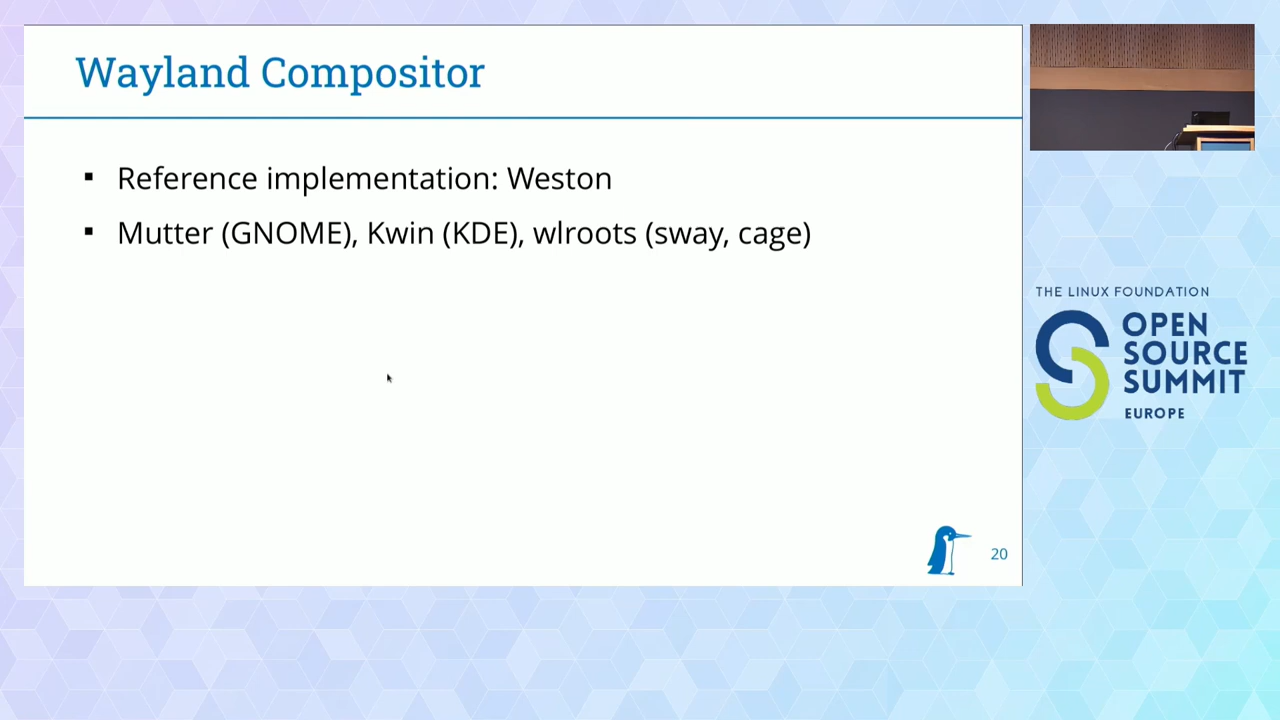 Wayland Compositor
▪ Reference implementation: Weston
▪ Mutter (GNOME), Kwin (KDE), wlroots (sway, cage)
20
THE LINUX FOUNDATION
OPEN
SOURCE
SUMMIT
EUROPE